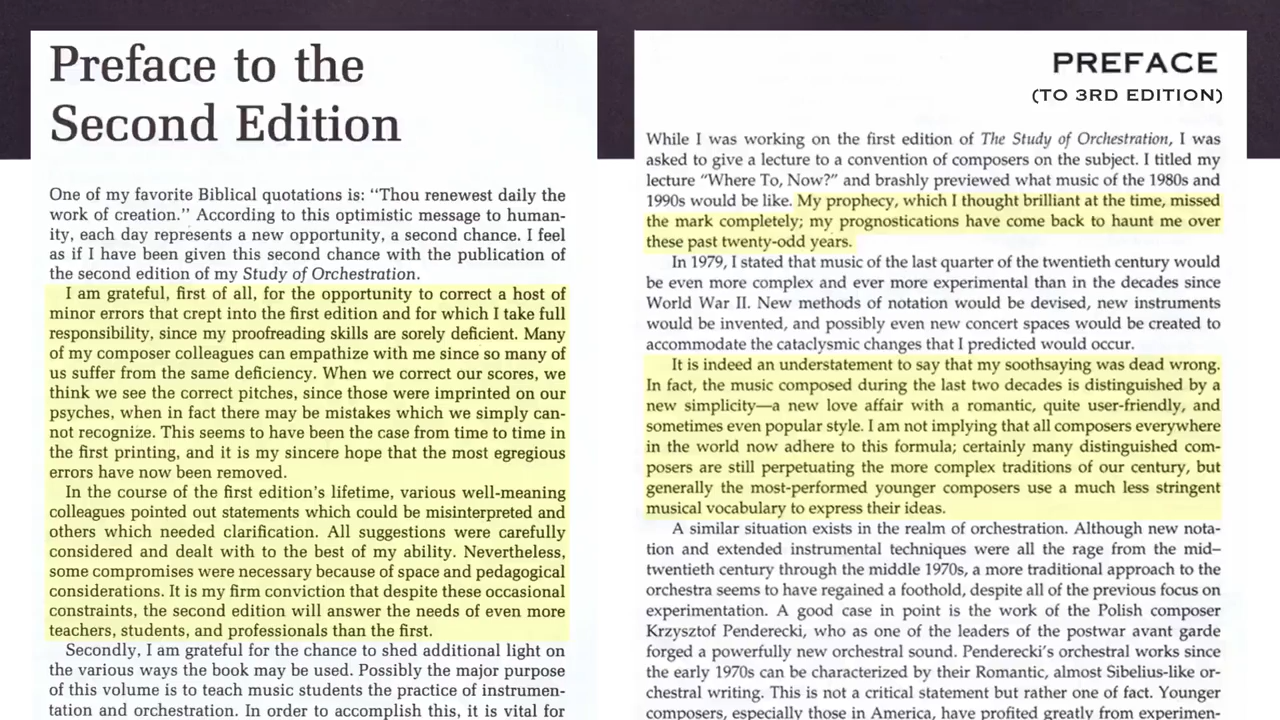 Preface to the
Second Edition
One of my favorite Biblical quotations is: “Thou renewest daily the
work of creation.” According to this optimistic message to human-
ity, each day represents a new opportunity, a second chance. I feel
as if I have been given this second chance with the publication of
the second edition of my Study of Orchestration.
I am grateful, first of all, for the opportunity to correct a host of
minor errors that crept into the first edition and for which I take full
responsibility, since my proofreading skills are sorely deficient. Many
of my composer colleagues can empathize with me since so many of
us suffer from the same deficiency. When we correct our scores, we
think we see the correct pitches, since those were imprinted on our
psyches, when in fact there may be mistakes which we simply can-
not recognize. This seems to have been the case from time to time in
the first printing, and it is my sincere hope that the most egregious
errors have now been removed.
In the course of the first edition’s lifetime, various well-meaning
colleagues pointed out statements which could be misinterpreted and
others which needed clarification. All suggestions were carefully
considered and dealt with to the best of my ability. Nevertheless,
some compromises were necessary because of space and pedagogical
considerations. It is my firm conviction that despite these occasional
constraints, the second edition will answer the needs of even more
teachers, students, and professionals than the first.
Secondly, I am grateful for the chance to shed additional light on
the various ways the book may be used. Possibly the major purpose
of this volume is to teach music students the practice of instrumen-
tation and orchestration. In order to accomplish this, it is vital for
PREFACE
(TO 3RD EDITION)
While I was working on the first edition of The Study of Orchestration, I was
asked to give a lecture to a convention of composers on the subject. I titled my
lecture “Where To, Now?” and brashly previewed what music of the 1980s and
1990s would be like. My prophecy, which I thought brilliant at the time, missed
the mark completely; my prognostications have come back to haunt me over
these past twenty-odd years.
In 1979, I stated that music of the last quarter of the twentieth century would
be even more complex and ever more experimental than in the decades since
World War II. New methods of notation would be devised, new instruments
would be invented, and possibly even new concert spaces would be created to
accommodate the cataclysmic changes that I predicted would occur.
It is indeed an understatement to say that my soothsaying was dead wrong.
In fact, the music composed during the last two decades is distinguished by a
new simplicity—a new love affair with a romantic, quite user-friendly, and
sometimes even popular style. I am not implying that all composers everywhere
in the world now adhere to this formula; certainly many distinguished com-
posers are still perpetuating the more complex traditions of our century, but
generally the most-performed younger composers use a much less stringent
musical vocabulary to express their ideas.
A similar situation exists in the realm of orchestration. Although new nota-
tion and extended instrumental techniques were all the rage from the mid–
twentieth century through the middle 1970s, a more traditional approach to the
orchestra seems to have regained a foothold, despite all of the previous focus on
experimentation. A good case in point is the work of the Polish composer
Krzysztof Penderecki, who as one of the leaders of the postwar avant garde
forged a powerfully new orchestral sound. Penderecki’s orchestral works since
the early 1970s can be characterized by their Romantic, almost Sibelius-like or-
chestral writing. This is not a critical statement but rather one of fact. Younger
composers, especially those in America, have profited greatly from experimen-